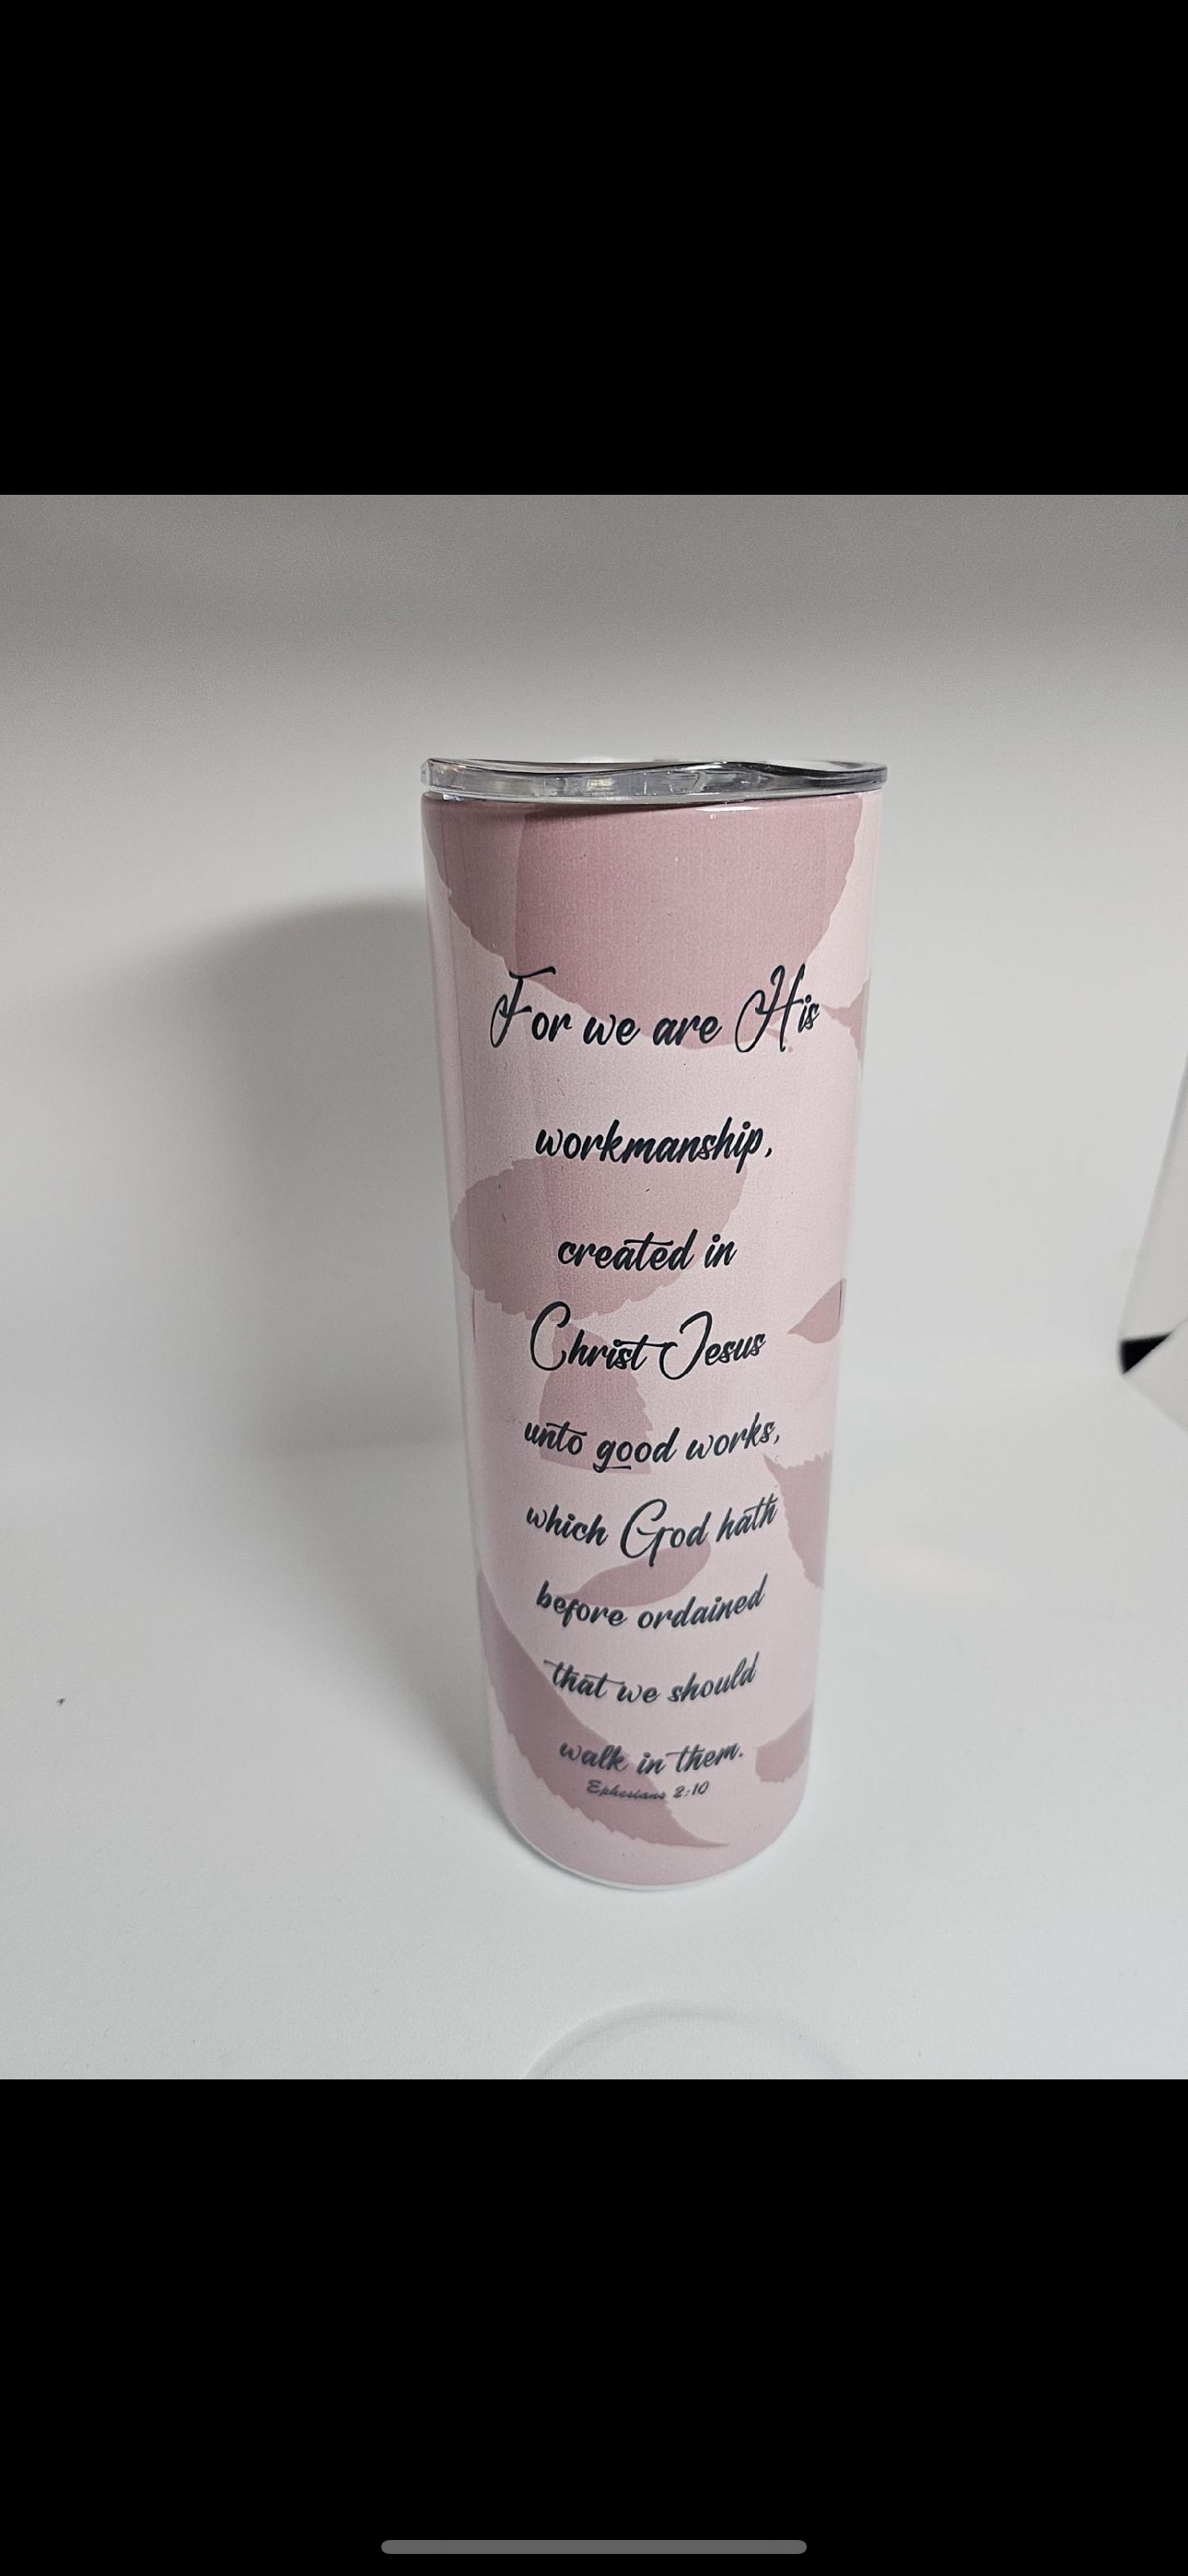 For we are His
workmanship,
created in
Christ Jesus
unto good works,
which God hath
before ordained
that we should
walk in them.
Ephesians 2:10